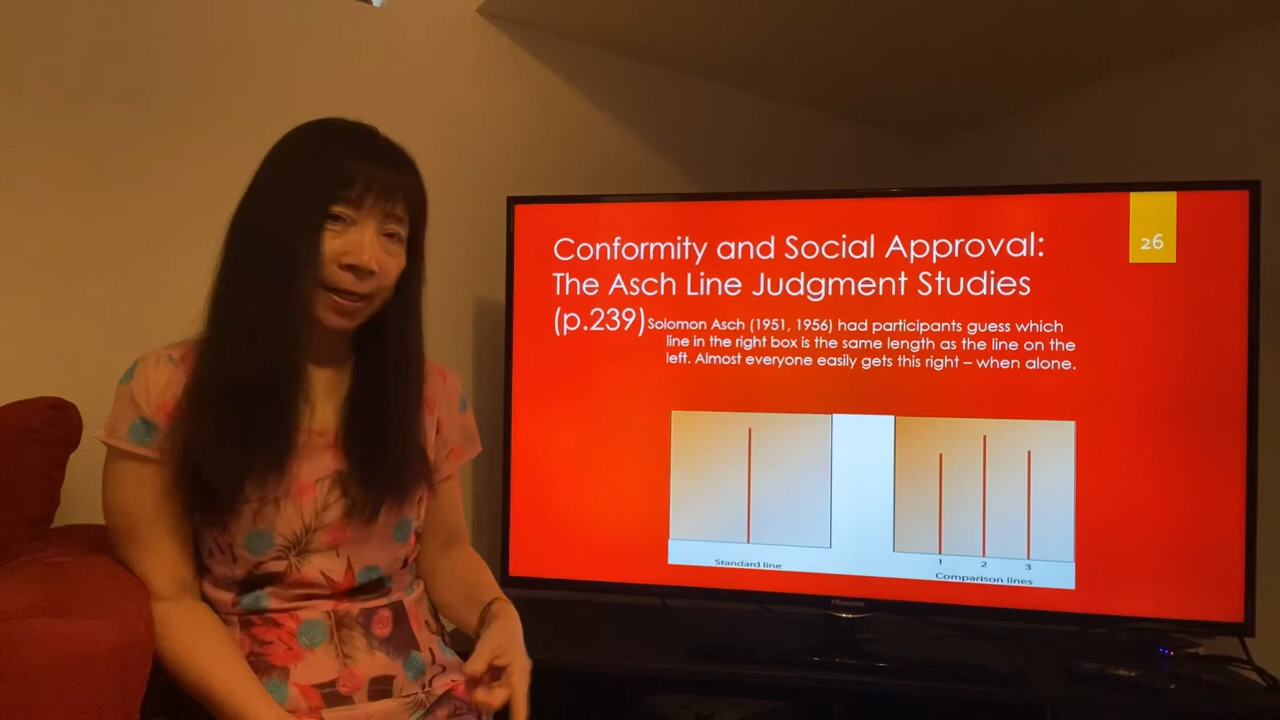 26
Conformity and Social Approval:
The Asch Line Judgment Studies
(p.239)Solomon Asch (1951, 1956) had participants guess which
line in the right box is the same length as the line on the
left. Almost everyone easily gets this right – when alone.
Standard line
1 2 3
Comparison lines
Hisense